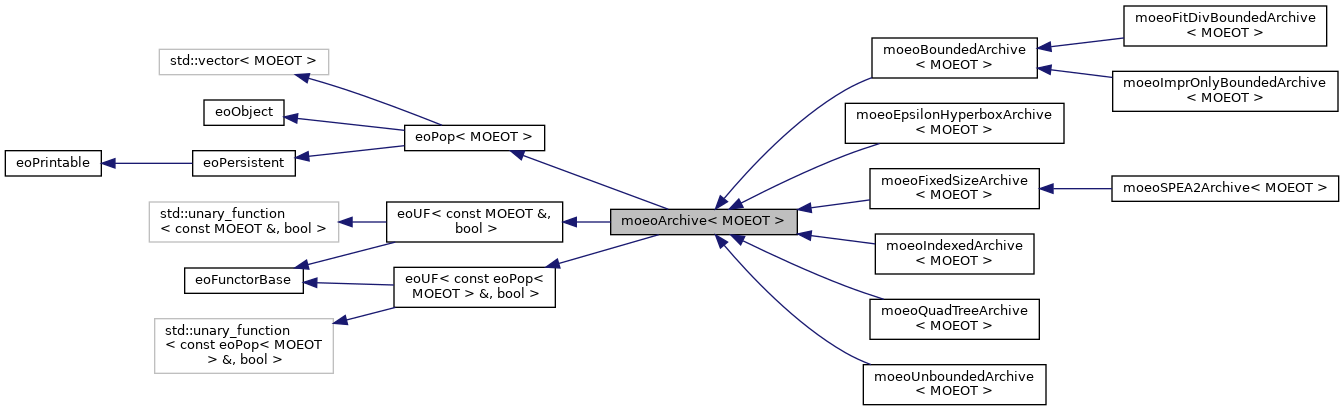 eoPrintable
std::vector< MOEOT >
eoObject
eoPersistent
std::unary_function
< const MOEOT &, bool >
eoFunctorBase
std::unary_function
< const eoPop< MOEOT
> &, bool >
eoPop< MOEOT >
eoUF< const MOEOT &,
bool >
eoUF< const eoPop<
MOEOT > &, bool >
moeoArchive< MOEOT >
moeoBoundedArchive
< MOEOT >
moeoEpsilonHyperboxArchive
< MOEOT >
moeoFixedSizeArchive
< MOEOT >
moeoIndexedArchive
< MOEOT >
moeoQuadTreeArchive
< MOEOT >
moeoUnboundedArchive
< MOEOT >
moeoFitDivBoundedArchive
< MOEOT >
moeoImprOnlyBoundedArchive
< MOEOT >
moeoSPEA2Archive< MOEOT >